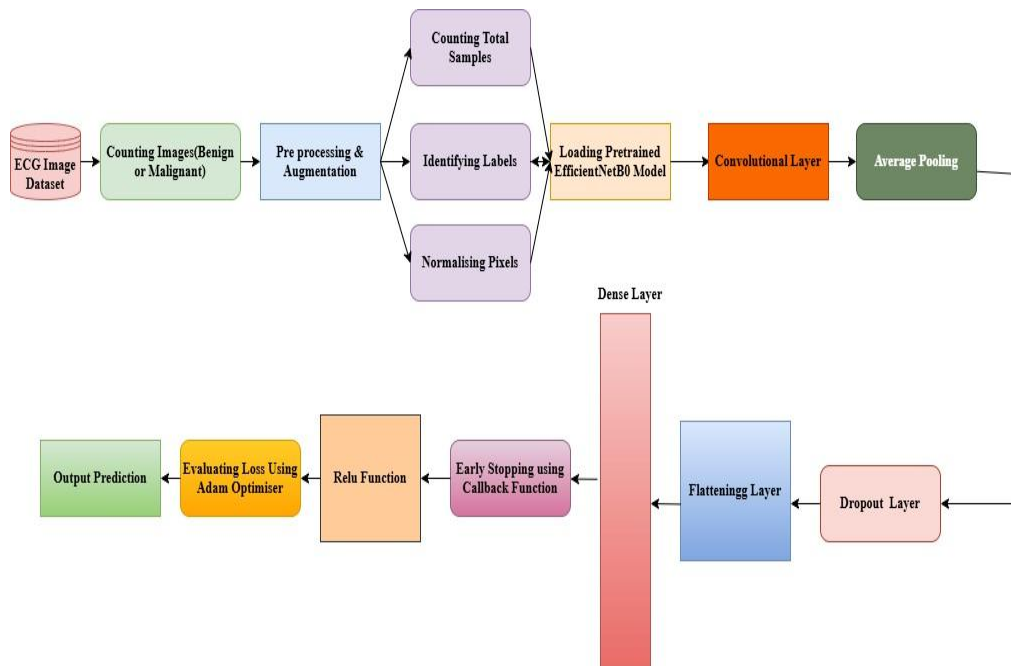 Counting Total
Samples
ECG Image
Dataset
Counting Images(Benign
or Malignant)
Pre processing &
Augmentation
Identifying Labels
Loading Pretrained
EfficientNetB0 Model
Convolutional Layer
Average Pooling
Normalising Pixels
Dense Layer
Output Prediction
Evaluating Loss Using
Adam Optimiser
Relu Function
Early Stopping using
Callback Function
Flatteningg Layer
Dropout Layer